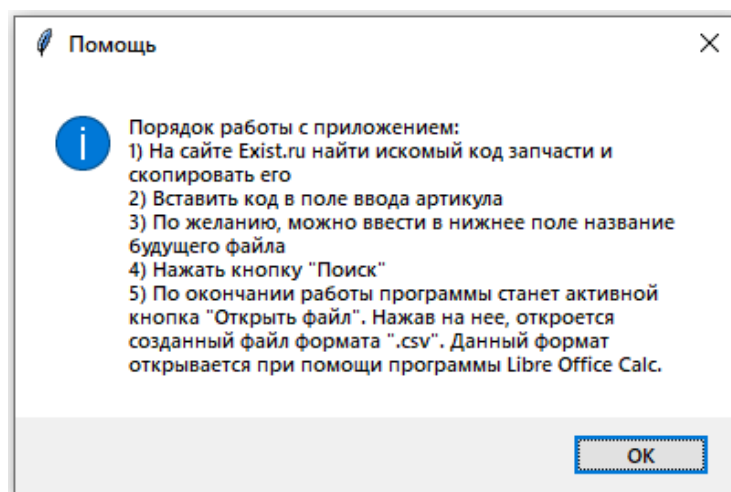 Помощь
Порядок работы с приложением:
1) На сайте Exist.ru найти искомый код запчасти и
скопировать его
2) Вставить код в поле ввода артикула
3) По желанию, можно ввести в нижнее поле название
будущего файла
4) Нажать кнопку "Поиск"
5) По окончании работы программы станет активной
кнопка "Открыть файл". Нажав на нее, откроется
созданный файл формата ".csv". Данный формат
открывается при помощи программы Libre Office Calc.
ОК